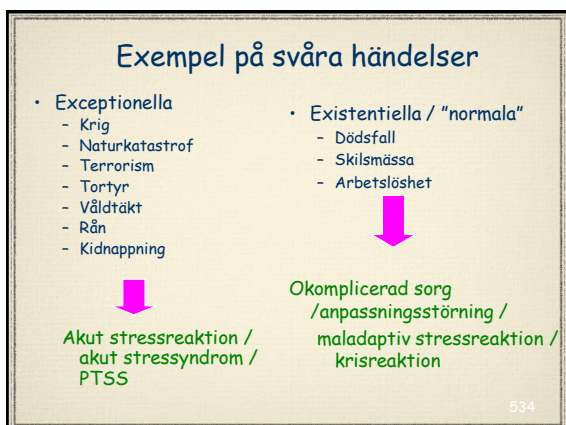 Exempel på svåra händelser
• Exceptionella
– Krig
– Naturkatastrof
– Terrorism
– Tortyr
– Våldtäkt
– Rån
– Kidnappning
Akut stressreaktion /
akut stressyndrom /
PTSS
• Existentiella / ”normala”
– Dödsfall
– Skilsmässa
– Arbetslöshet
Okomplicerad sorg
/anpassningsstörning /
maladaptiv stressreaktion /
krisreaktion
534